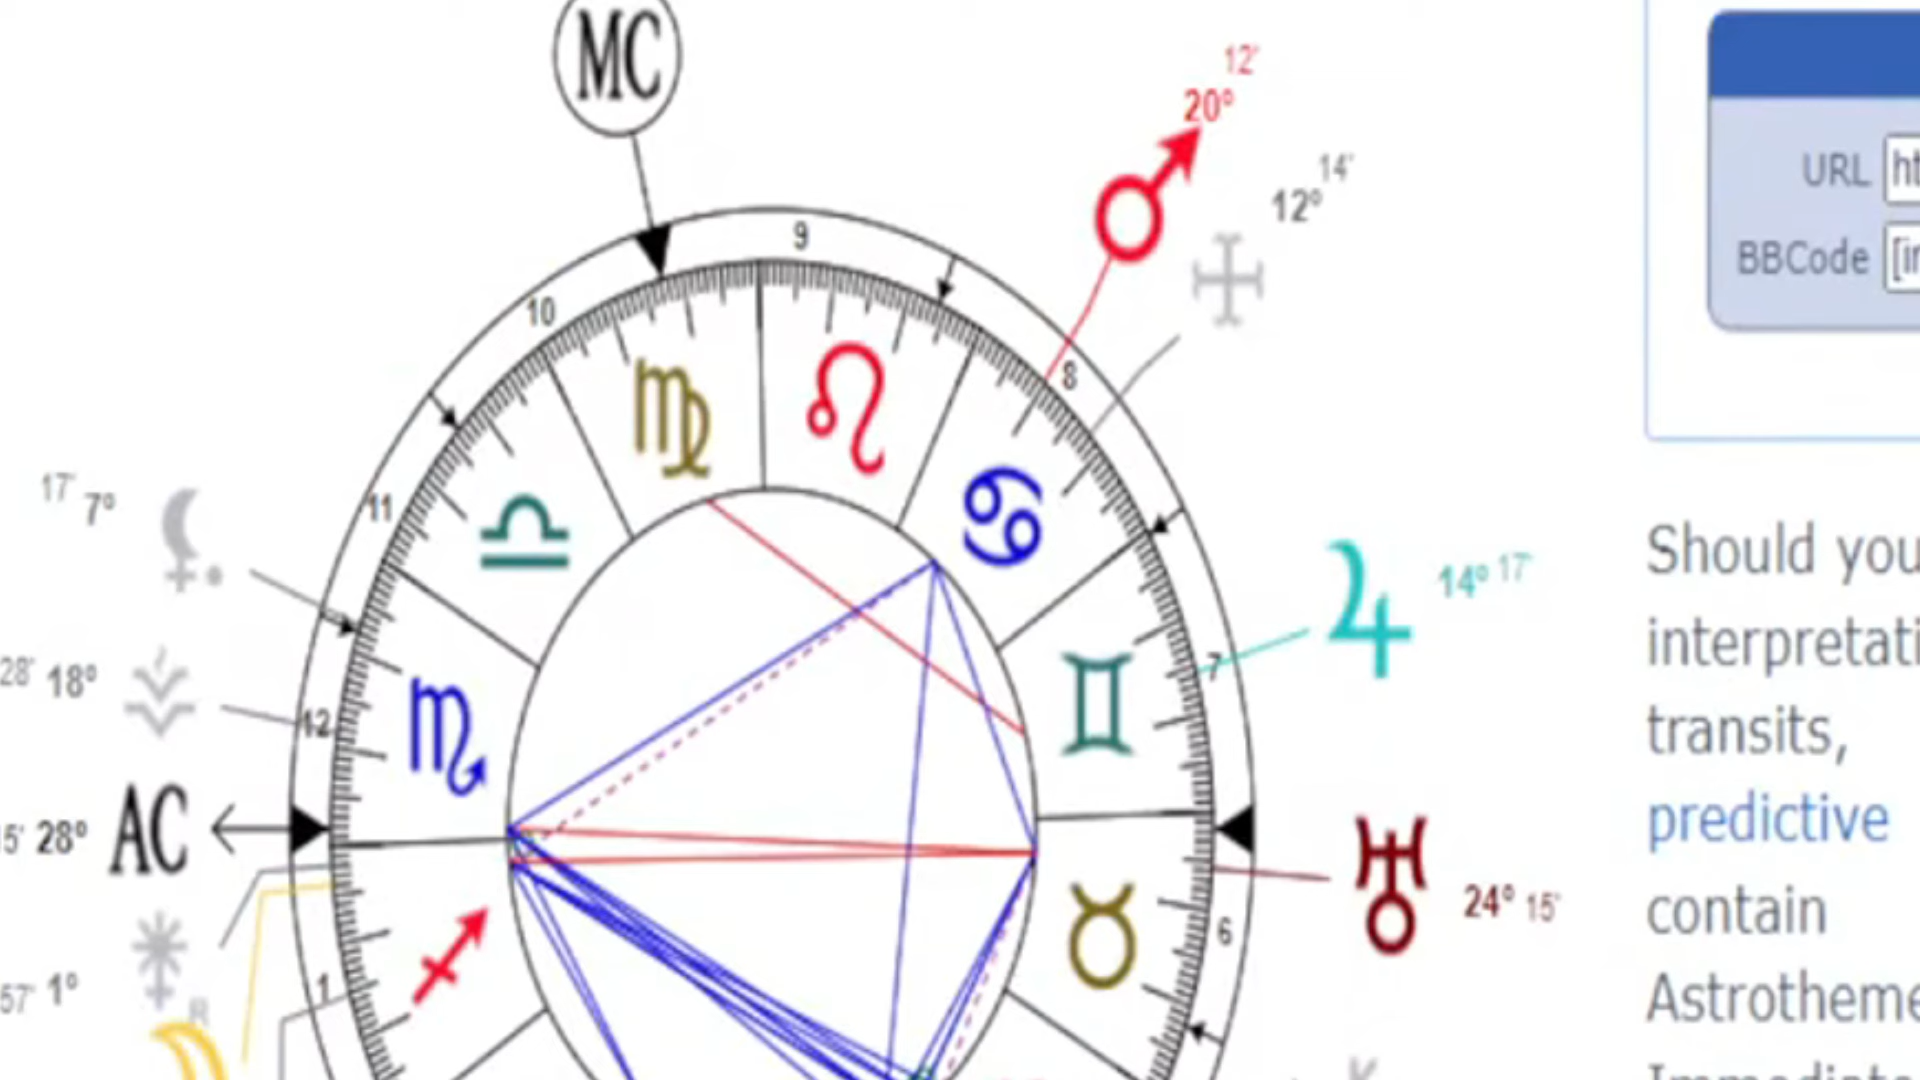 MC
12'
20°
14'
12°
9
10
8
11
17' 7°
14° 17'
7
28' 18°
12
AC
5' 28°
24° 15'
6
57' 1°
1
R
URL
BBCode
Should you
interpretati
transits,
predictive
contain
Astrotheme